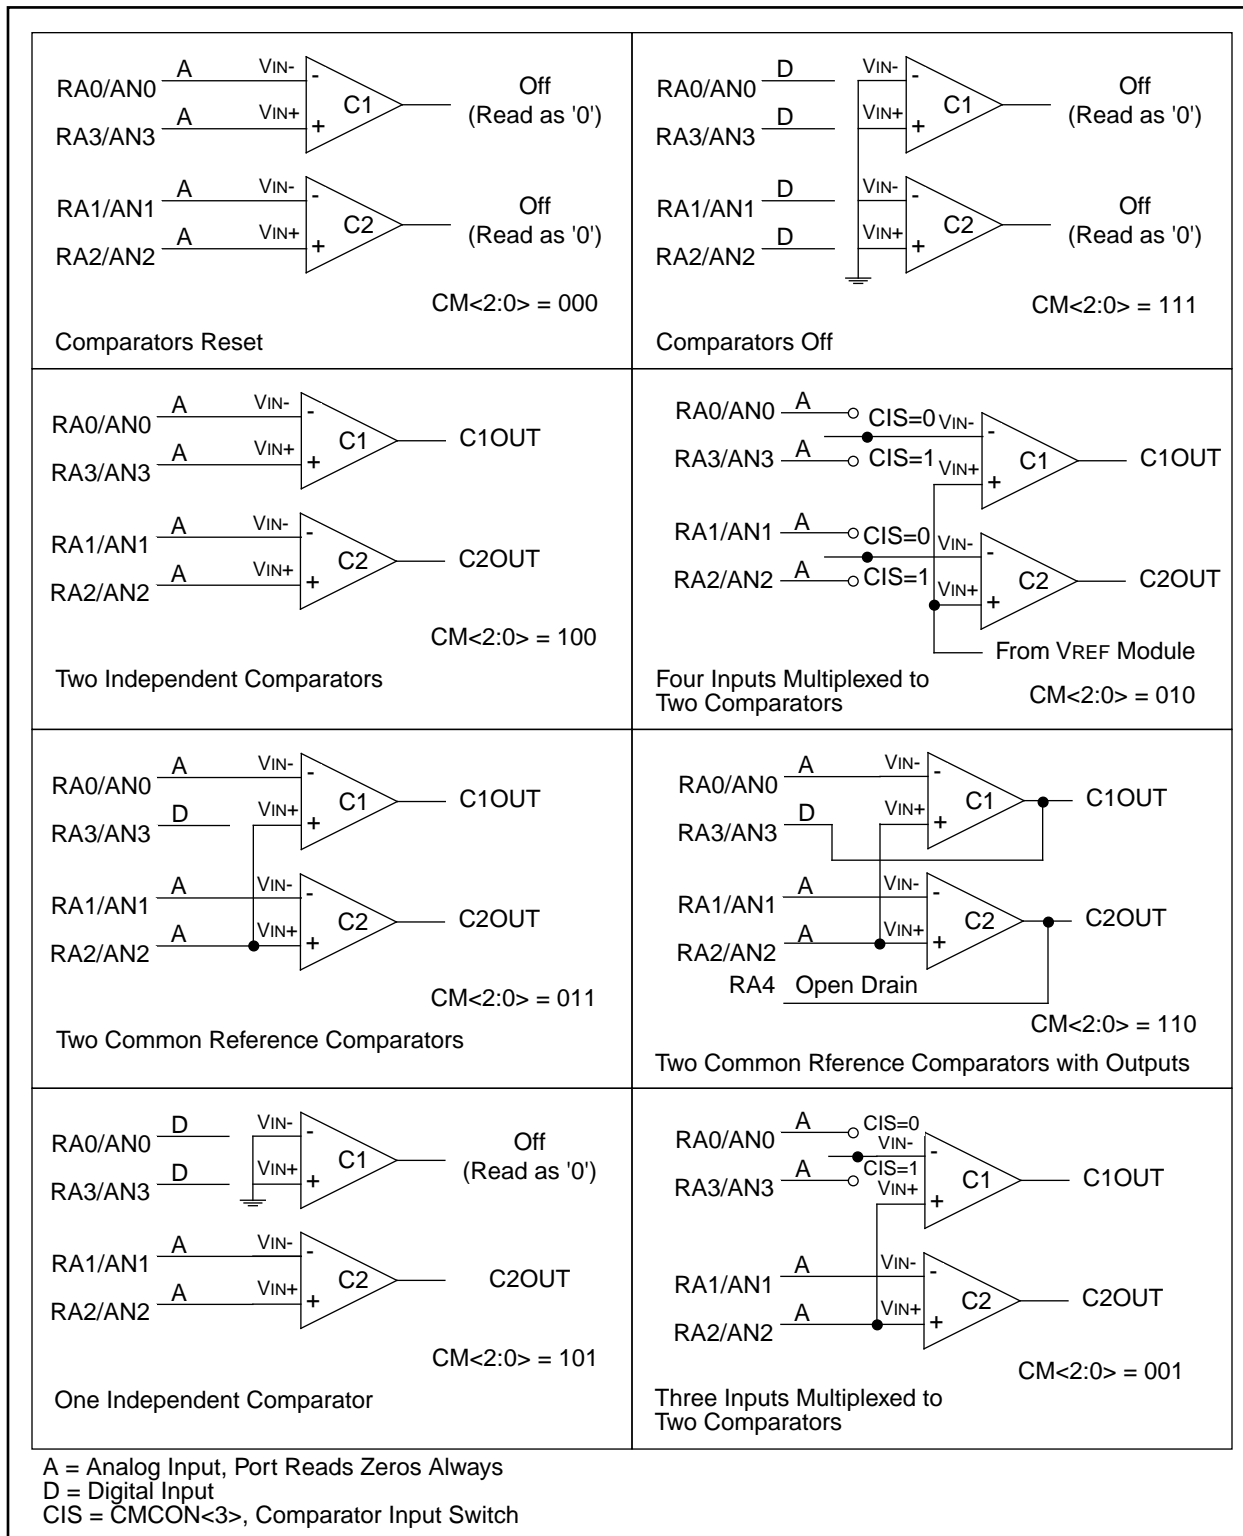 A VIN-
RA0/AN0 - C1 Off
A VIN+ (Read as '0')
RA3/AN3 +
A VIN-
RA1/AN1 - C2 Off
A VIN+ (Read as '0')
RA2/AN2 +
CM<2:0> = 000
Comparators Reset
D VIN-
RA0/AN0 - C1 Off
D VIN+ (Read as '0')
RA3/AN3 +
D VIN-
RA1/AN1 - C2 Off
D VIN+ (Read as '0')
RA2/AN2 +
CM<2:0> = 111
Comparators Off
A VIN-
RA0/AN0 - C1 C1OUT
A VIN+
RA3/AN3 +
A VIN-
RA1/AN1 - C2 C2OUT
A VIN+
RA2/AN2 +
CM<2:0> = 100
Two Independent Comparators
RA0/AN0 A CIS=0 VIN-
- C1 C1OUT
RA3/AN3 A CIS=1 VIN+
+
RA1/AN1 A CIS=0 VIN-
- C2 C2OUT
RA2/AN2 A CIS=1 VIN+
+
From VREF Module
Four Inputs Multiplexed to
Two Comparators
CM<2:0> = 010
A VIN-
RA0/AN0 - C1 C1OUT
D VIN+
RA3/AN3 +
A VIN-
RA1/AN1 - C2 C2OUT
A VIN+
RA2/AN2 +
CM<2:0> = 011
Two Common Reference Comparators
A VIN-
RA0/AN0 - C1 C1OUT
D VIN+
RA3/AN3 +
A VIN-
RA1/AN1 - C2 C2OUT
A VIN+
RA2/AN2 +
RA4 Open Drain
CM<2:0> = 110
Two Common Rference Comparators with Outputs
D VIN-
RA0/AN0 - C1 Off
D VIN+ (Read as '0')
RA3/AN3 +
A VIN-
RA1/AN1 - C2 C2OUT
A VIN+
RA2/AN2 +
CM<2:0> = 101
One Independent Comparator
A CIS=0
RA0/AN0 VIN-
- C1 C1OUT
A CIS=1
RA3/AN3 VIN+
+
A VIN-
RA1/AN1 - C2 C2OUT
A VIN+
RA2/AN2 +
CM<2:0> = 001
Three Inputs Multiplexed to
Two Comparators
A = Analog Input, Port Reads Zeros Always
D = Digital Input
CIS = CMCON<3>, Comparator Input Switch